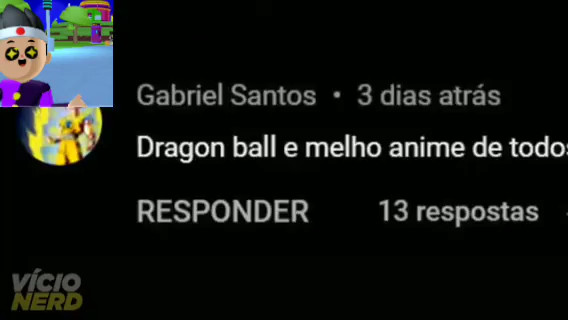 Gabriel Santos • 3 dias atrás
Dragon ball e melho anime de todos
RESPONDER 13 respostas
VÍCIO
NERD